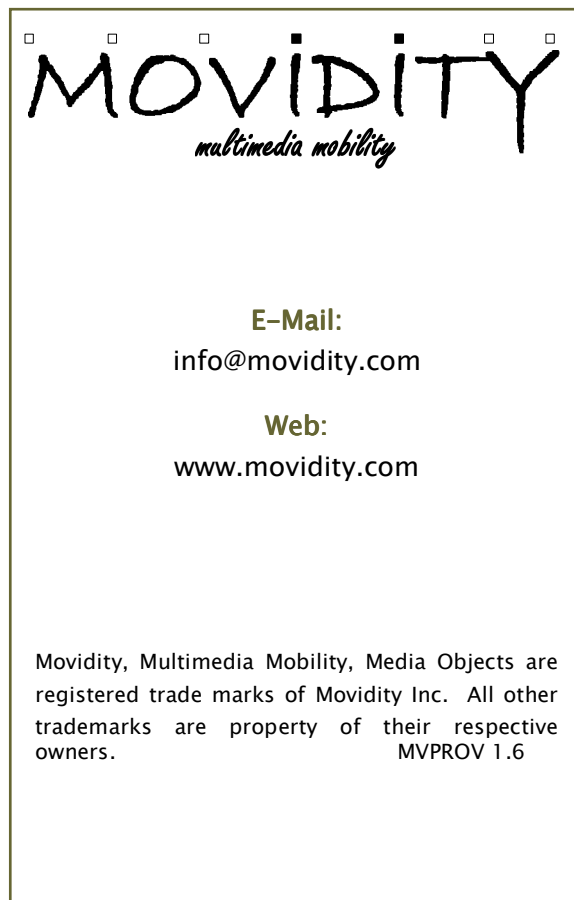 MOViDiTY
multimedia mobility
E-Mail:
info@movidity.com
Web:
www.movidity.com
Movidity, Multimedia Mobility, Media Objects are
registered trade marks of Movidity Inc. All other
trademarks are property of their respective
owners. MVPROV 1.6